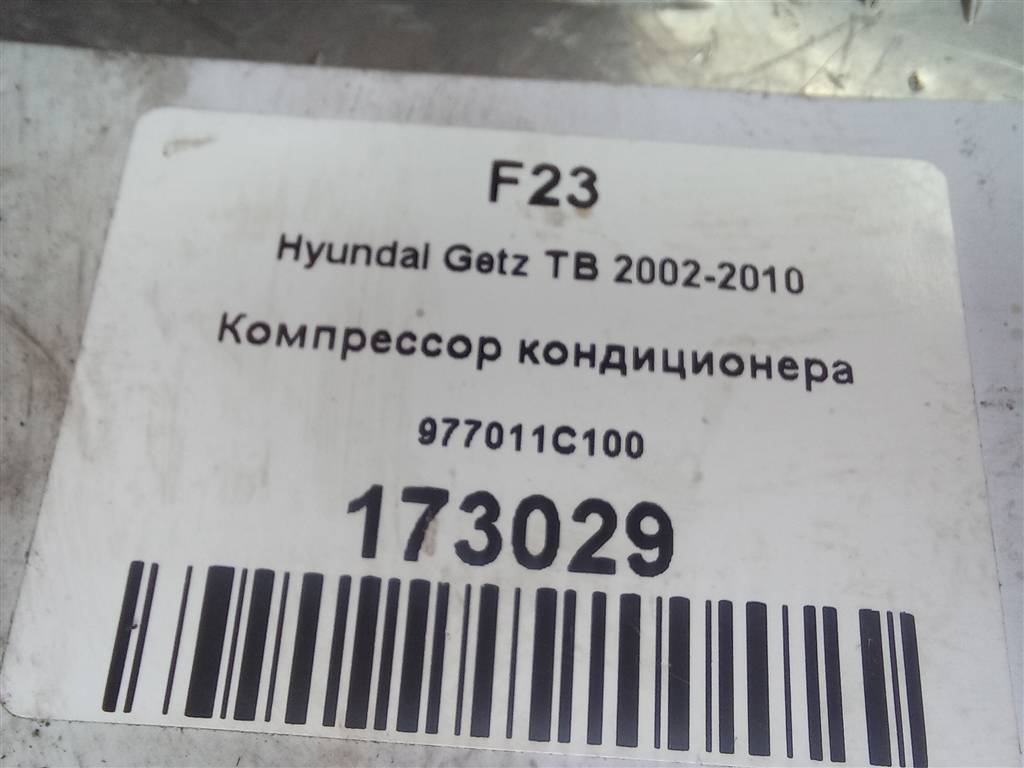 F23
Hyundai Getz TB 2002-2010
Компрессор кондиционера
977011C100
173029